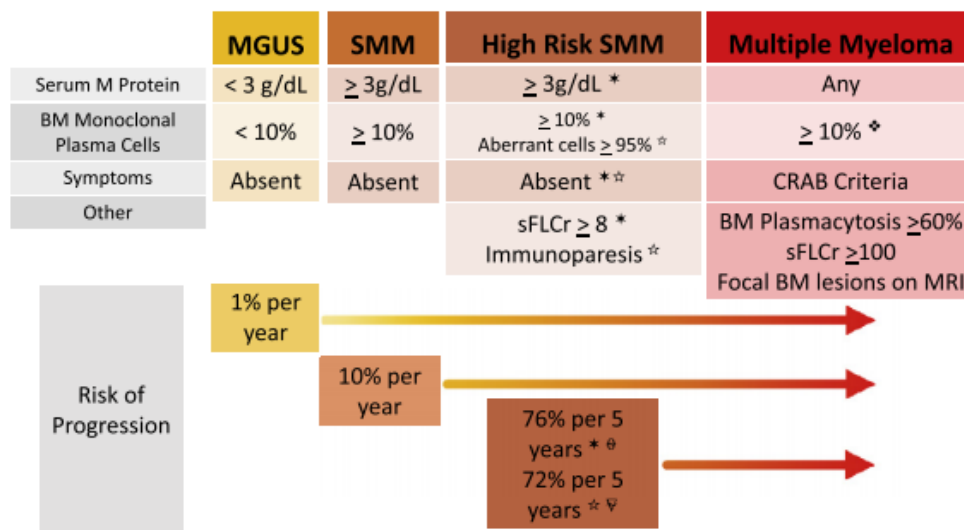 MGUS SMM High Risk SMM Multiple Myeloma
Serum M Protein < 3 g/dL ≥ 3g/dL ≥ 3g/dL ✶ Any
BM Monoclonal
Plasma Cells
< 10% ≥ 10%
≥ 10% ✶
Aberrant cells ≥ 95% ☆
≥ 10% ❖
Symptoms Absent Absent Absent ✶☆ CRAB Criteria
Other
sFLCr ≥ 8 ✶
Immunoparesis ☆
BM Plasmacytosis ≥60%
sFLCr ≥100
Focal BM lesions on MRI
Risk of
Progression
1% per
year
10% per
year
76% per 5
years ✶
72% per 5
years ☆